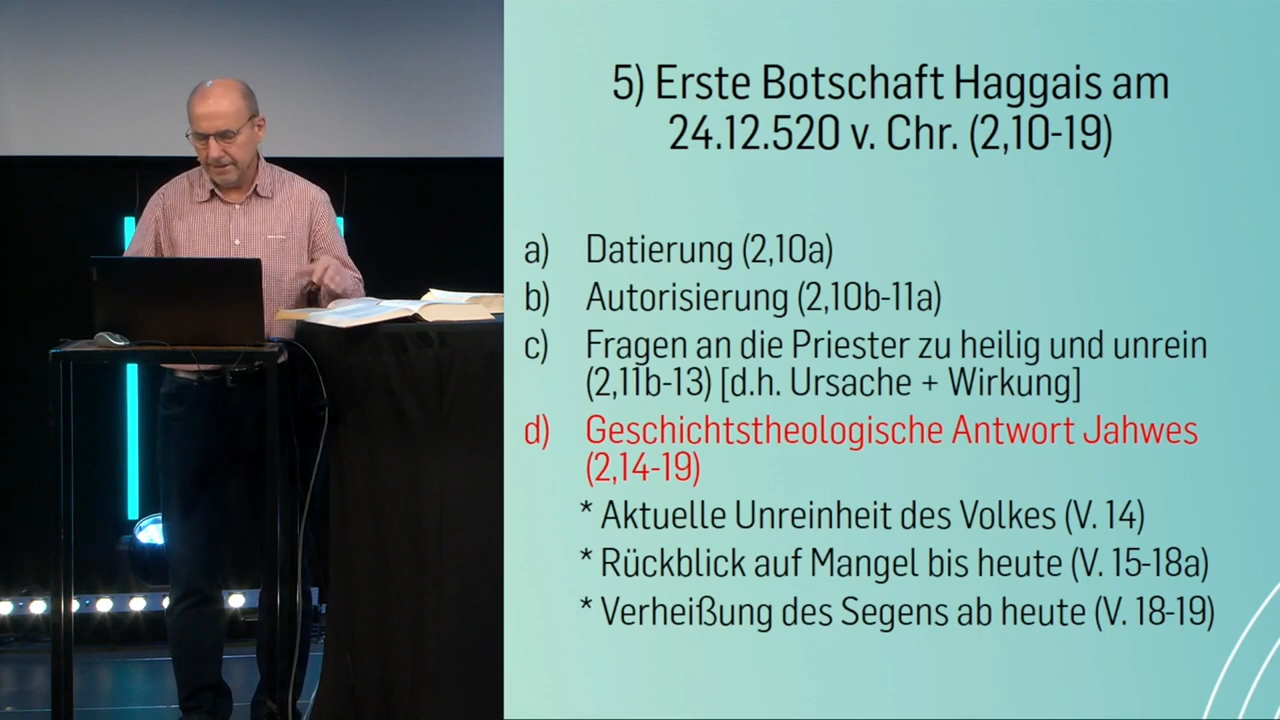 5) Erste Botschaft Haggais am
24.12.520 v. Chr. (2,10-19)
a) Datierung (2,10a)
b) Autorisierung (2,10b-11a)
c) Fragen an die Priester zu heilig und unrein
(2,11b-13) [d.h. Ursache + Wirkung]
d) Geschichtstheologische Antwort Jahwes
(2,14-19)
* Aktuelle Unreinheit des Volkes (V. 14)
* Rückblick auf Mangel bis heute (V. 15-18a)
* Verheißung des Segens ab heute (V. 18-19)